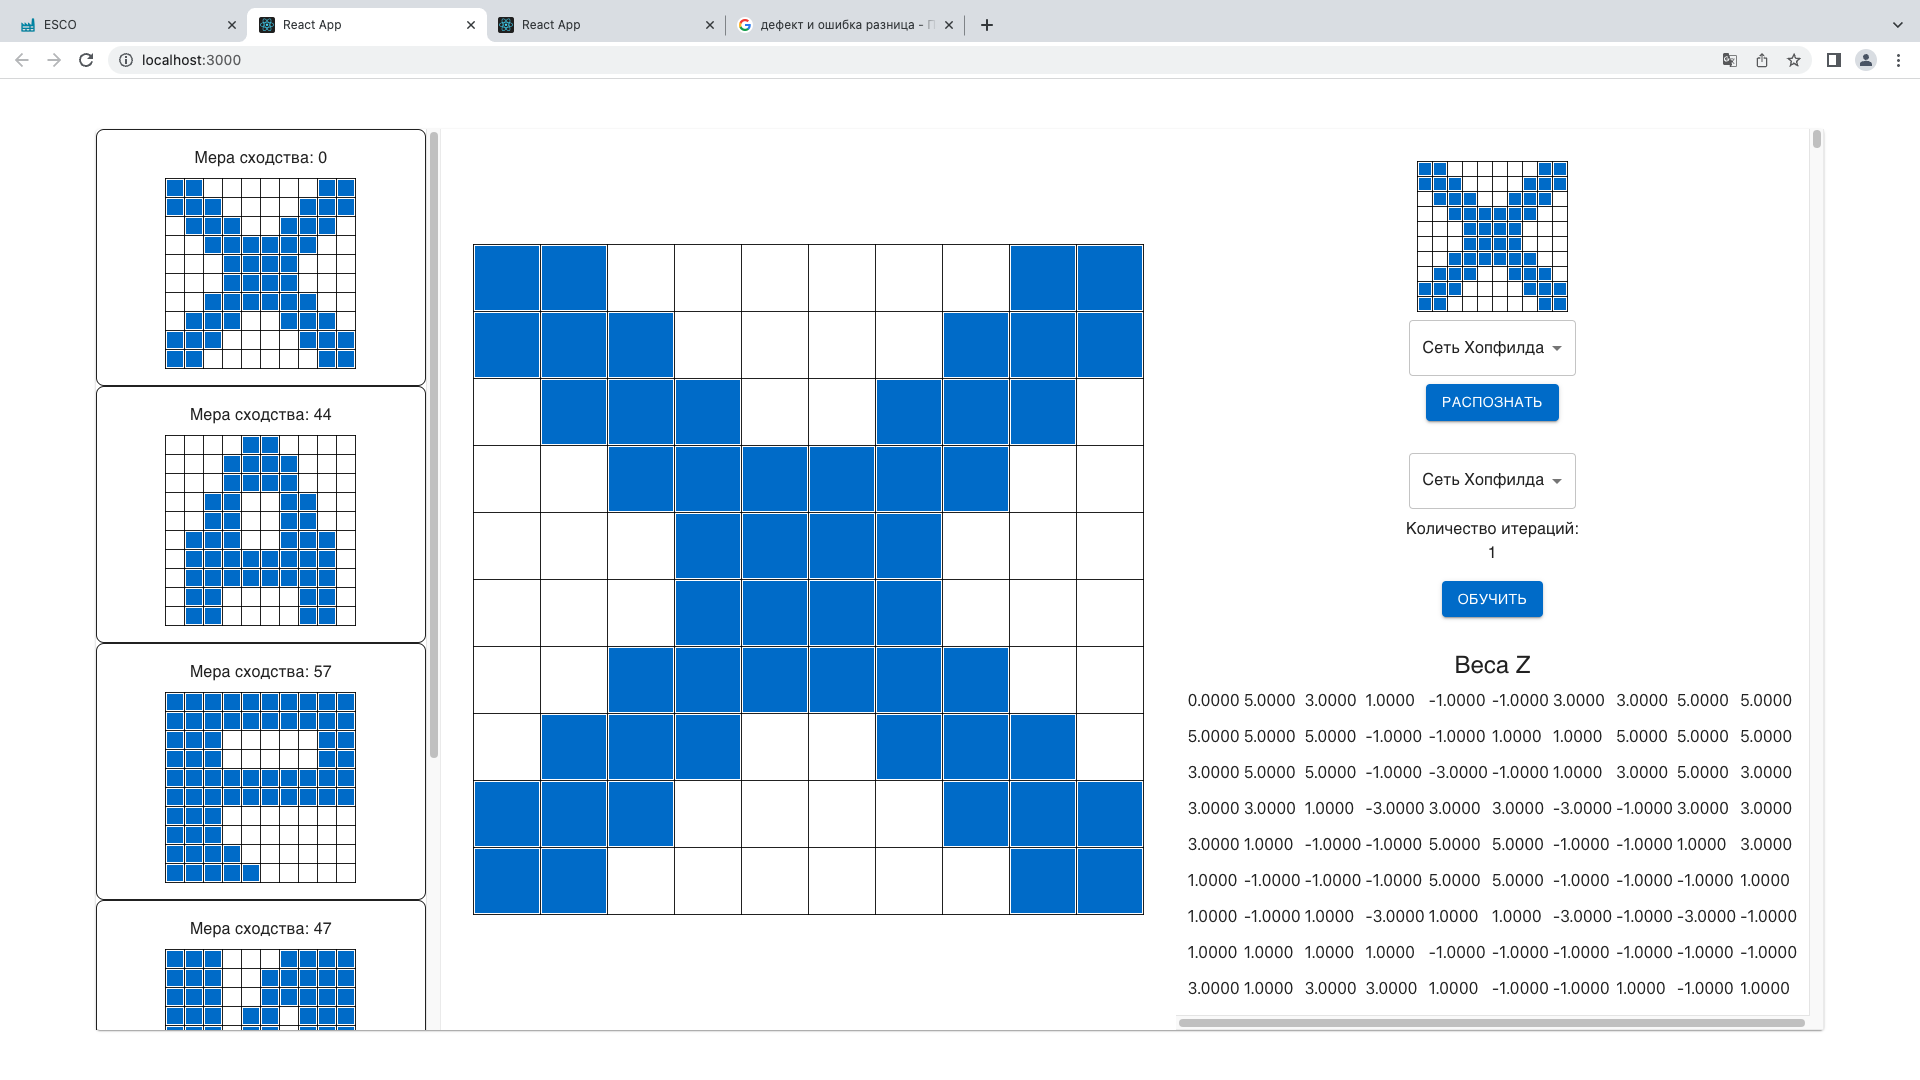 ESCO
React App
React App
дефект и ошибка разница -
localhost:3000
Мера сходства: 0
Мера сходства: 44
Мера сходства: 57
Мера сходства: 47
Сеть Хопфилда
РАСПОЗНАТЬ
Сеть Хопфилда
Количество итераций:
1
ОБУЧИТЬ
Веса Z
0.0000 5.0000 3.0000 1.0000 -1.0000 -1.0000 3.0000 3.0000 5.0000 5.0000
5.0000 5.0000 5.0000 -1.0000 -1.0000 1.0000 1.0000 5.0000 5.0000 5.0000
3.0000 5.0000 5.0000 -1.0000 -3.0000 -1.0000 1.0000 3.0000 5.0000 3.0000
3.0000 3.0000 1.0000 -3.0000 3.0000 3.0000 -3.0000 -1.0000 3.0000 3.0000
3.0000 1.0000 -1.0000 -1.0000 5.0000 5.0000 -1.0000 -1.0000 1.0000 3.0000
1.0000 -1.0000 -1.0000 -1.0000 5.0000 5.0000 -1.0000 -1.0000 -1.0000 1.0000
1.0000 -1.0000 1.0000 -3.0000 1.0000 1.0000 -3.0000 -1.0000 -3.0000 -1.0000
1.0000 1.0000 1.0000 1.0000 -1.0000 -1.0000 -1.0000 -1.0000 -1.0000 -1.0000
3.0000 1.0000 3.0000 3.0000 1.0000 -1.0000 -1.0000 1.0000 -1.0000 1.0000